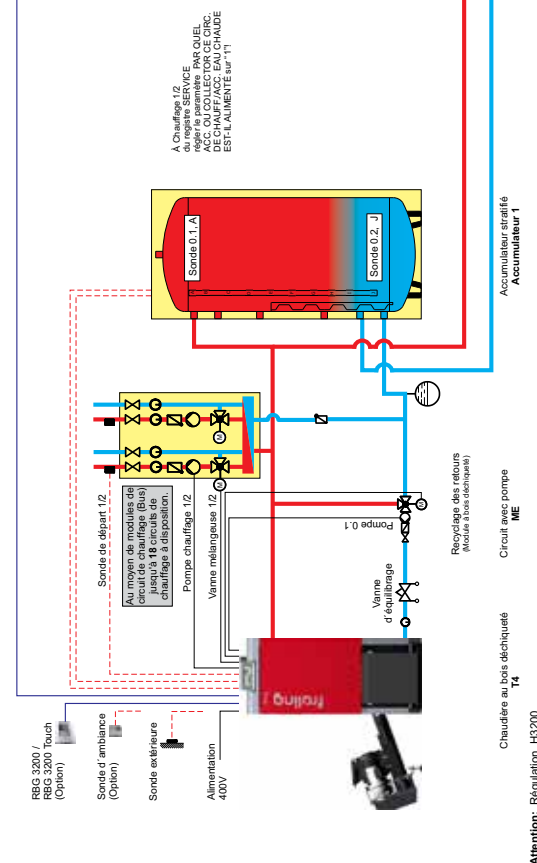 À Chauffage 1/2
du registre SERVICE
régler le paramètre PAR QUEL
ACC. OU COLLECTOR CE CIRC.
DE CHAUFF./ACC. EAU CHAUDE
EST-IL ALIMENTÉ sur "1"!
Sonde 0.1, A
Sonde 0.2, J
Accumulateur stratifié
Accumulateur 1
Sonde de départ 1/2
Au moyen de modules de
circuit de chauffage (Bus)
jusqu'à 18 circuits de
chauffage à disposition.
Pompe chauffage 1/2
Vanne mélangeuse 1/2
M
M
M
Pompe 0.1
Recyclage des retours
(Module à bois déchiqueté)
Circuit avec pompe
ME
Vanne
d'équilibrage
RBG 3200 /
RBG 3200 Touch
(Option)
Sonde d'ambiance
(Option)
Sonde extérieure
Alimentation
400V
froling
Chaudière au bois déchiqueté
T4
Attention: Régulation H3200